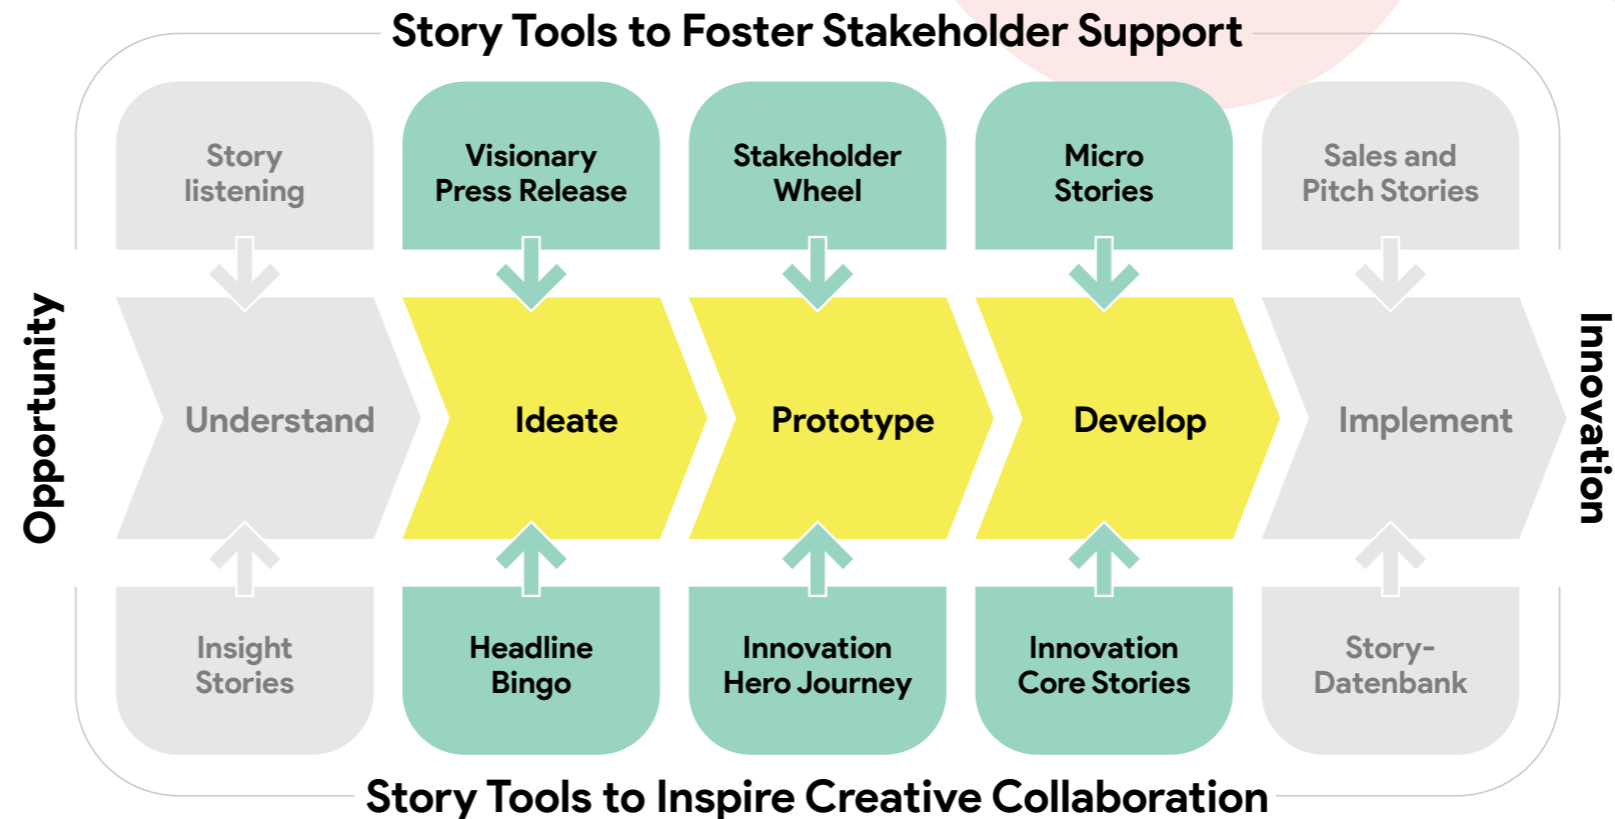 Story Tools to Foster Stakeholder Support
Story
listening
Visionary
Press Release
Stakeholder
Wheel
Micro
Stories
Sales and
Pitch Stories
Opportunity
Understand
Ideate
Prototype
Develop
Implement
Innovation
Insight
Stories
Headline
Bingo
Innovation
Hero Journey
Innovation
Core Stories
Story-
Datenbank
Story Tools to Inspire Creative Collaboration